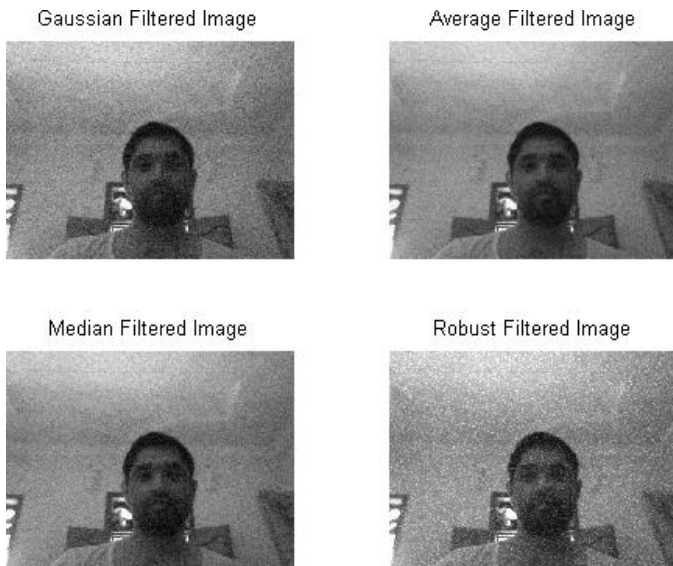 Gaussian Filtered Image
Average Filtered Image
Median Filtered Image
Robust Filtered Image